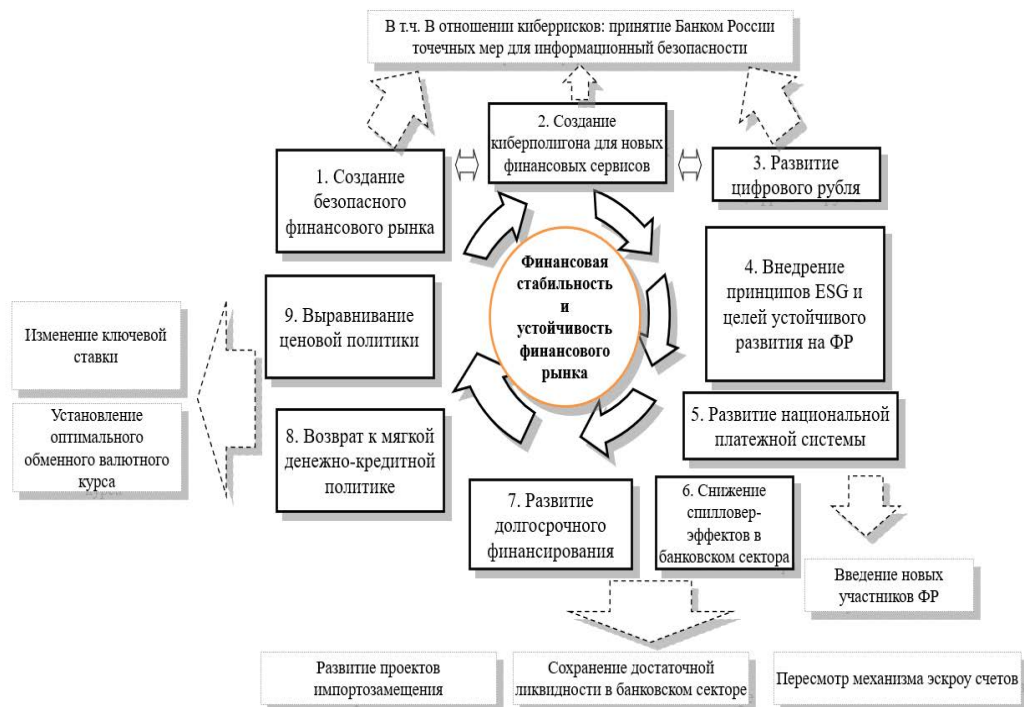 В т.ч. В отношении киберрисков: принятие Банком России
точечных мер для информационный безопасности
2. Создание
киберполигона для новых
финансовых сервисов
1. Создание
безопасного
финансового рынка
3. Развитие
цифрового рубля
Финансовая
стабильность
и
устойчивость
финансового
рынка
4. Внедрение
принципов ESG и
целей устойчивого
развития на ФР
9. Выравнивание
ценовой политики
Изменение ключевой
ставки
Установление
оптимального
обменного валютного
курса
5. Развитие национальной
платежной системы
8. Возврат к мягкой
денежно-кредитной
политике
7. Развитие
долгосрочного
финансирования
6. Снижение
спилловер-
эффектов в
банковском сектора
Введение новых
участников ФР
Развитие проектов
импортозамещения
Сохранение достаточной
ликвидности в банковском секторе
Пересмотр механизма эскроу счетов